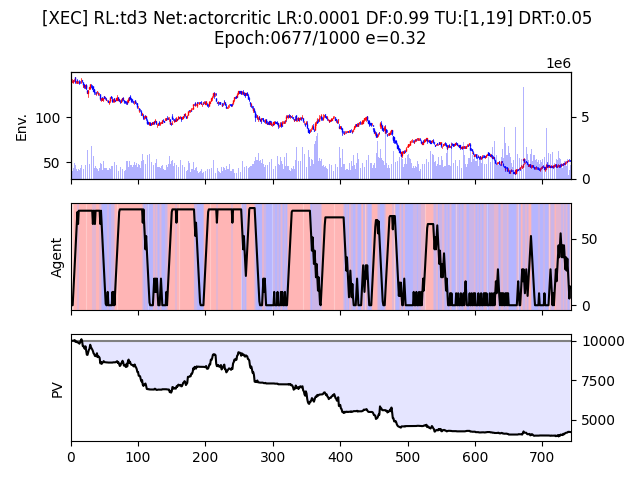 [XEC] RL:td3 Net:actorcritic LR:0.0001 DF:0.99 TU:[1,19] DRT:0.05
Epoch:0677/1000 e=0.32
1e6
Env.
100
50
5
0
Agent
50
0
PV
10000
7500
5000
0 100 200 300 400 500 600 700